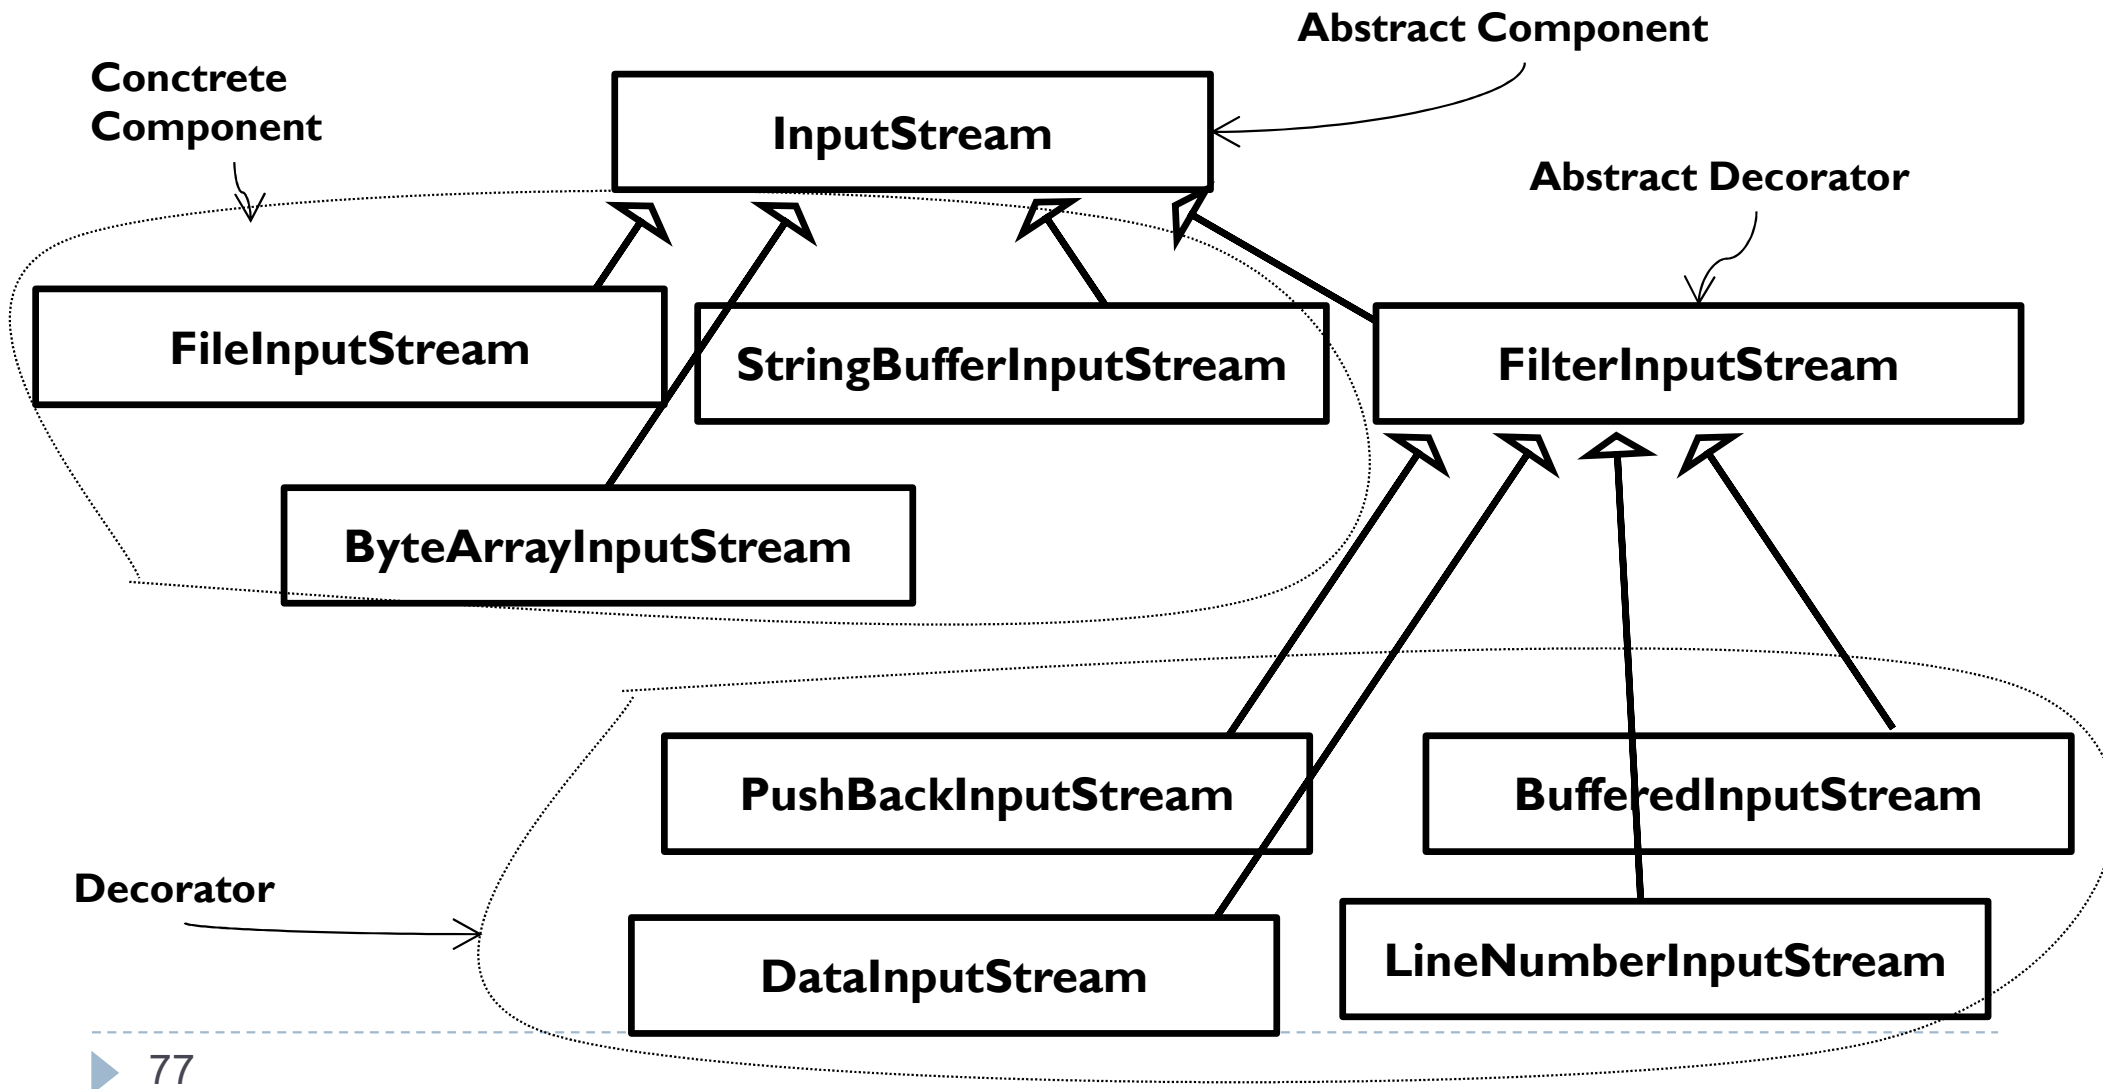 Abstract Component
Conctrete
Component
InputStream
Abstract Decorator
FileInputStream
StringBufferInputStream
FilterInputStream
ByteArrayInputStream
PushBackInputStream
BufferedInputStream
Decorator
DataInputStream
LineNumberInputStream
77